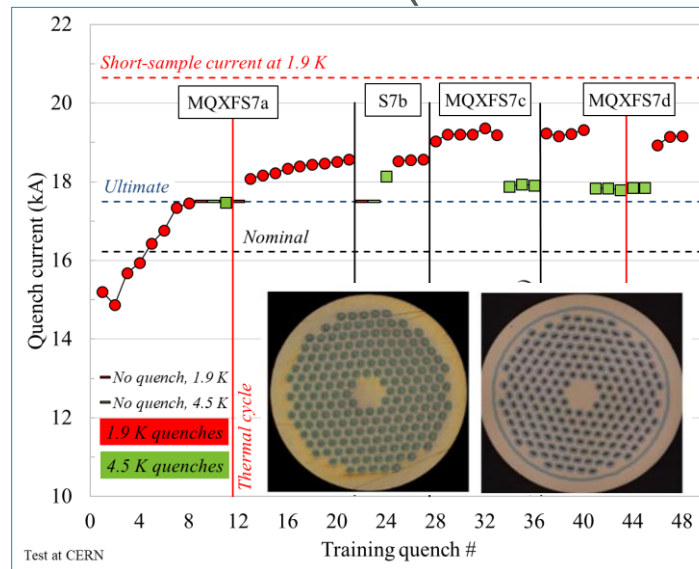 (
22
Short-sample current at 1.9 K
20
MQXFS7a
S7b
MQXFS7c
MQXFS7d
18
Ultimate
Nominal
16
14
No quench, 1.9 K
No quench, 4.5 K
12
1.9 K quenches
4.5 K quenches
Thermal cycle
10
Quench current (kA)
0 4 8 12 16 20 24 28 32 36 40 44 48
Training quench #
Test at CERN